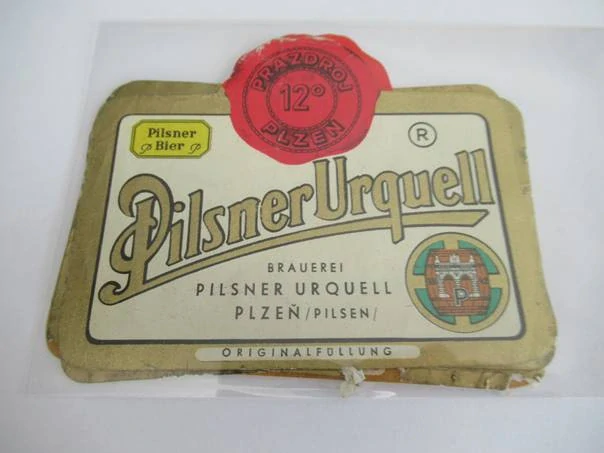 PRAZDROJ
12°
PLZEŇ
Pilsner
Bier
R
Pilsner Urquell
BRAUEREI
PILSNER URQUELL
PLZEŇ/PILSEN/
P
ORIGINALFÜLLUNG